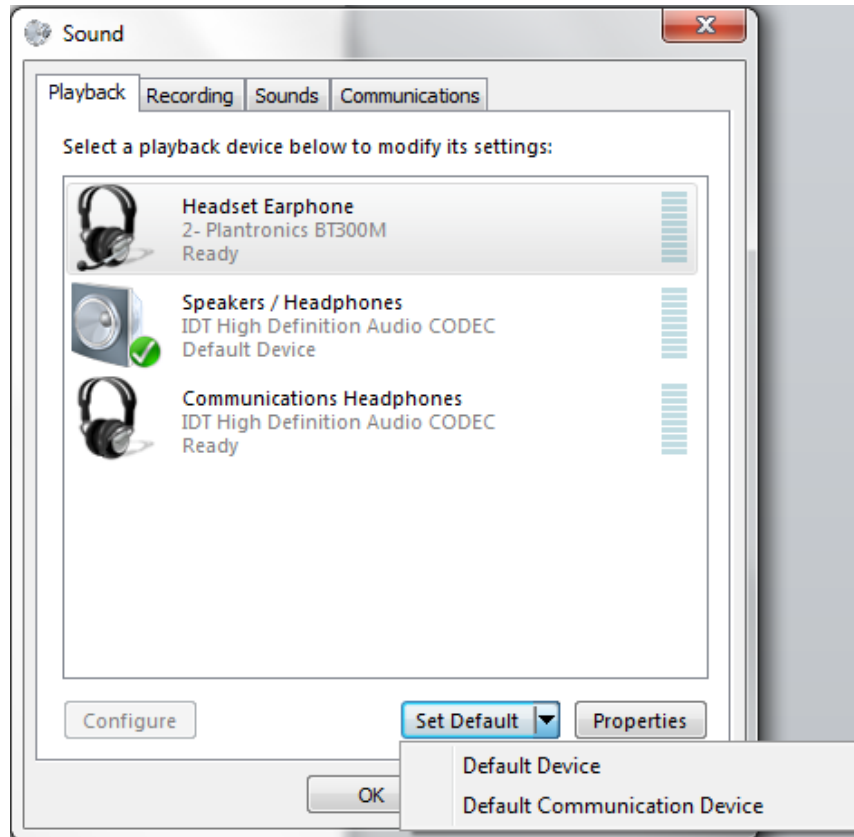 Sound
Playback Recording Sounds Communications
Select a playback device below to modify its settings:
Headset Earphone
2- Plantronics BT300M
Ready
Speakers / Headphones
IDT High Definition Audio CODEC
Default Device
Communications Headphones
IDT High Definition Audio CODEC
Ready
Configure Set Default Properties
Default Device
OK
Default Communication Device